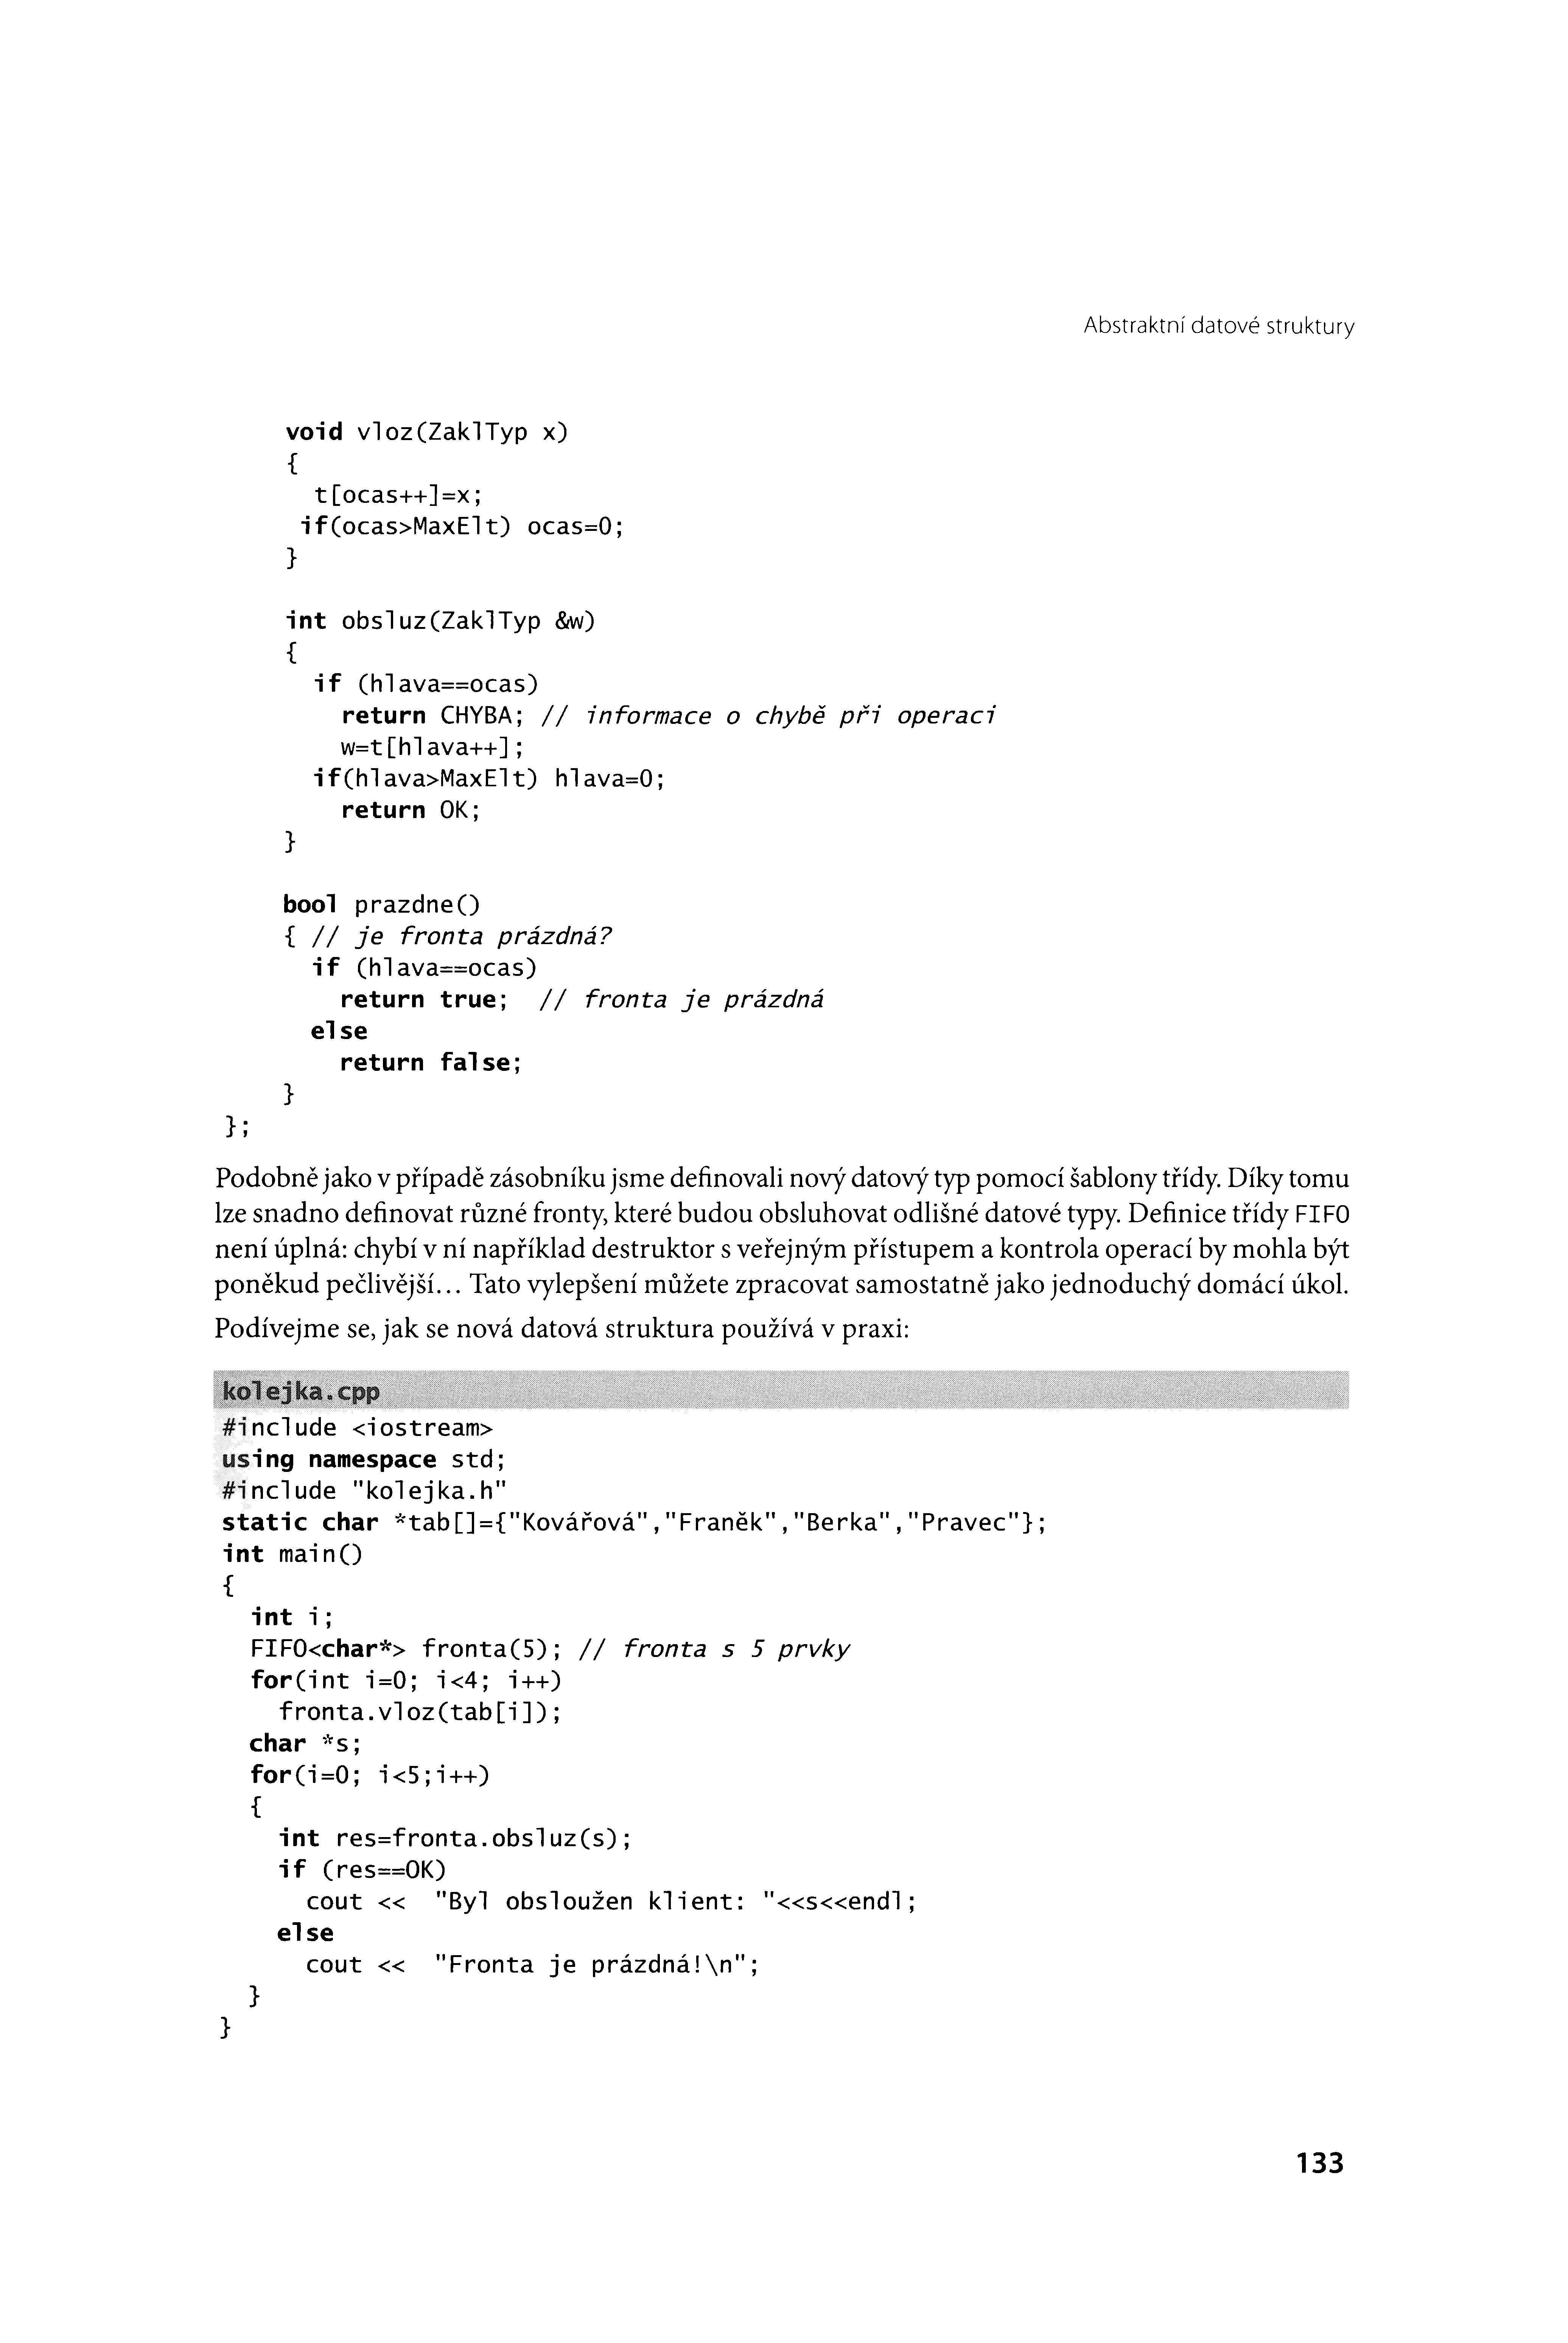 Abstraktní datové struktury
void vloz(ZaklTyp x)
{
t[ocas++]=x;
if(ocas>MaxElt) ocas=0;
}
int obsluz(ZaklTyp &w)
{
if (hlava==ocas)
return CHYBA; // informace o chybě při operaci
w=t[hlava++];
if(hlava>MaxElt) hlava=0;
return OK;
}
bool prazdne()
{ // je fronta prázdná?
if (hlava==ocas)
return true; // fronta je prázdná
else
return false;
}
};
Podobně jako v případě zásobníku jsme definovali nový datový typ pomocí šablony třídy. Díky tomu
lze snadno definovat různé fronty, které budou obsluhovat odlišné datové typy. Definice třídy FIFO
není úplná: chybí v ní například destruktor s veřejným přístupem a kontrola operací by mohla být
poněkud pečlivější... Tato vylepšení můžete zpracovat samostatně jako jednoduchý domácí úkol.
Podívejme se, jak se nová datová struktura používá v praxi:
kolejka.cpp
#include <iostream>
using namespace std;
#include "kolejka.h"
static char *tab[]={"Kovářová","Franěk","Berka","Pravec"};
int main()
{
int i;
FIFO<char*> fronta(5); // fronta s 5 prvky
for(int i=0; i<4; i++)
fronta.vloz(tab[i]);
char *s;
for(i=0; i<5;i++)
{
int res=fronta.obsluz(s);
if (res==OK)
cout << "Byl obsloužen klient: "<<s<<endl;
else
cout << "Fronta je prázdná!\n";
}
}
133